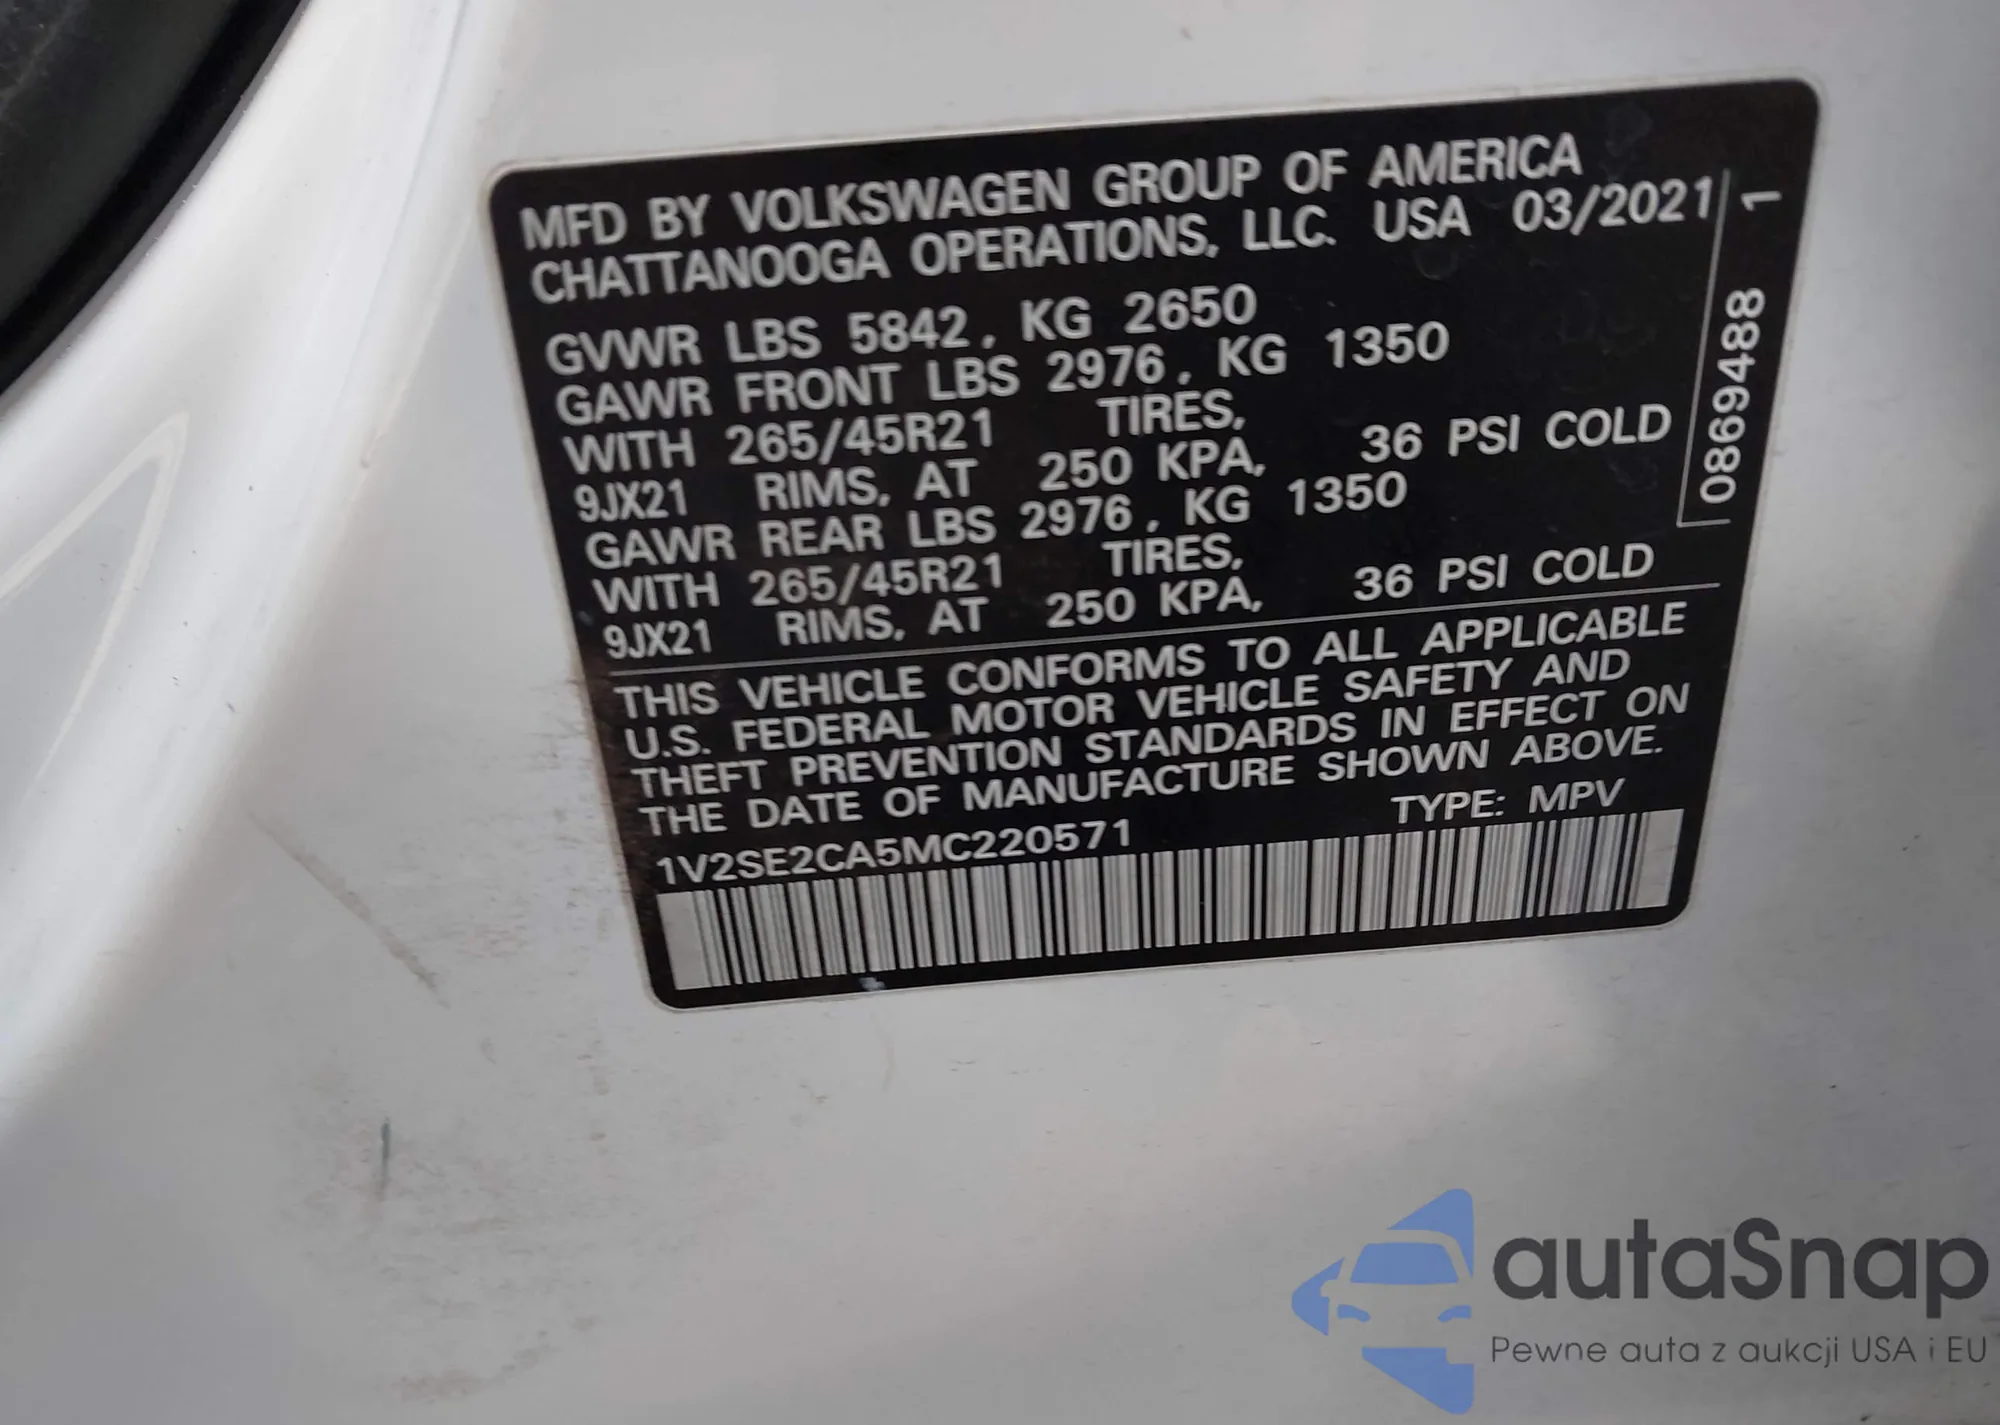 MFD BY VOLKSWAGEN GROUP OF AMERICA
CHATTANOOGA OPERATIONS, LLC. USA 03/2021
GVWR LBS 5842, KG 2650
GAWR FRONT LBS 2976, KG 1350
WITH 265/45R21 TIRES,
9JX21 RIMS, AT 250 KPA, 36 PSI COLD
GAWR REAR LBS 2976, KG 1350
WITH 265/45R21 TIRES,
9JX21 RIMS, AT 250 KPA, 36 PSI COLD
THIS VEHICLE CONFORMS TO ALL APPLICABLE
U.S. FEDERAL MOTOR VEHICLE SAFETY AND
THEFT PREVENTION STANDARDS IN EFFECT ON
THE DATE OF MANUFACTURE SHOWN ABOVE.
TYPE: MPV
1V2SE2CA5MC220571
0869488 1
autaSnap
Pewne auta z aukcji USA i EU